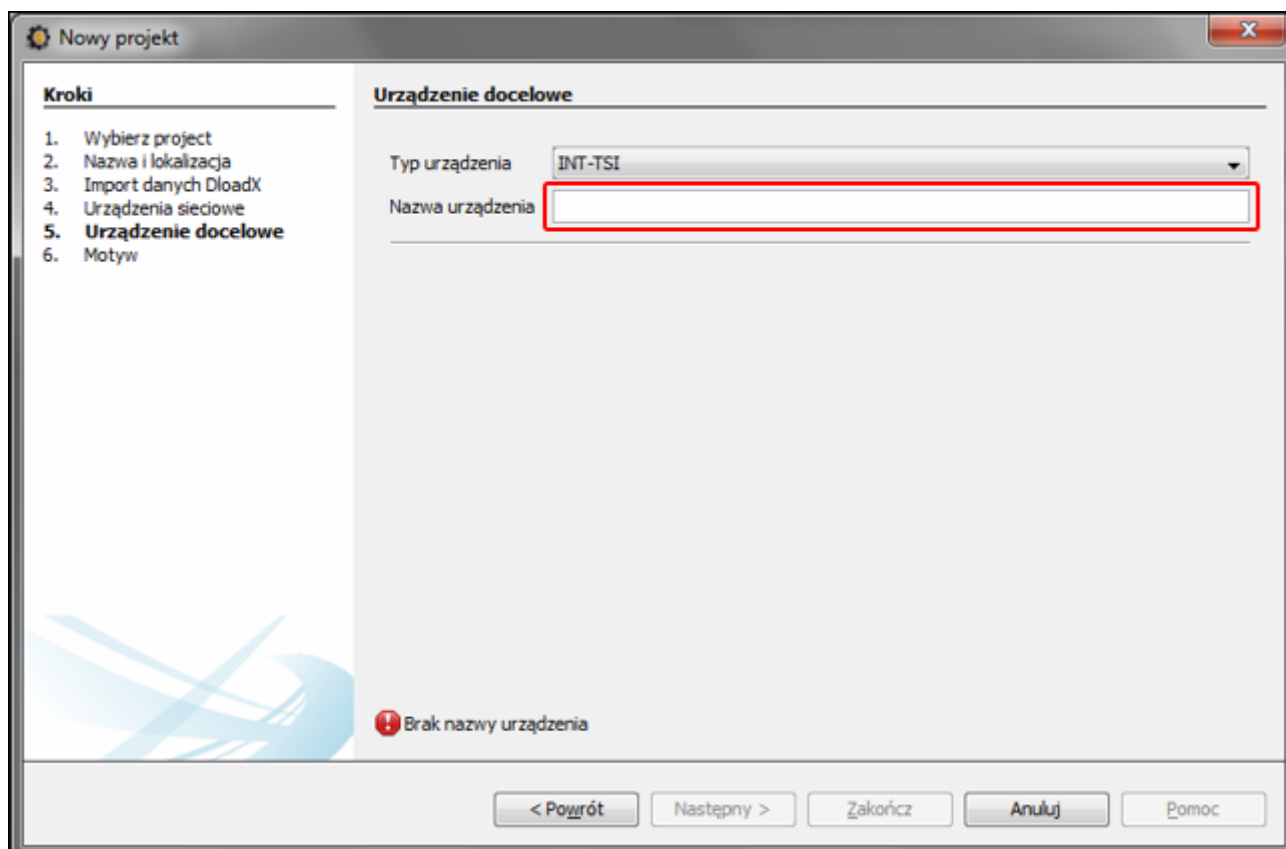 Nowy projekt
Kroki
1. Wybierz project
2. Nazwa i lokalizacja
3. Import danych DloadX
4. Urządzenia sieciowe
5. Urządzenie docelowe
6. Motyw
Urządzenie docelowe
Typ urządzenia INT-TSI
Nazwa urządzenia
Brak nazwy urządzenia
< Powrót Następny > Zakończ Anuluj Pomoc